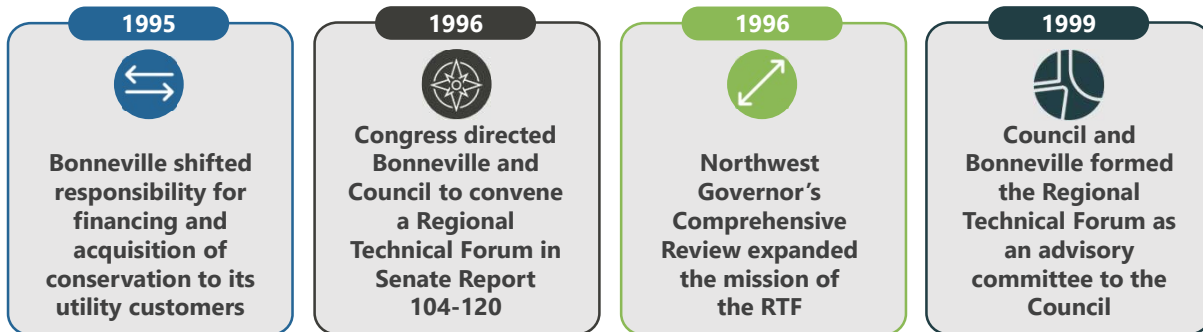 1995
Bonneville shifted
responsibility for
financing and
acquisition of
conservation to its
utility customers
1996
Congress directed
Bonneville and
Council to convene
a Regional
Technical Forum in
Senate Report
104-120
1996
Northwest
Governor's
Comprehensive
Review expanded
the mission of
the RTF
1999
Council and
Bonneville formed
the Regional
Technical Forum as
an advisory
committee to the
Council